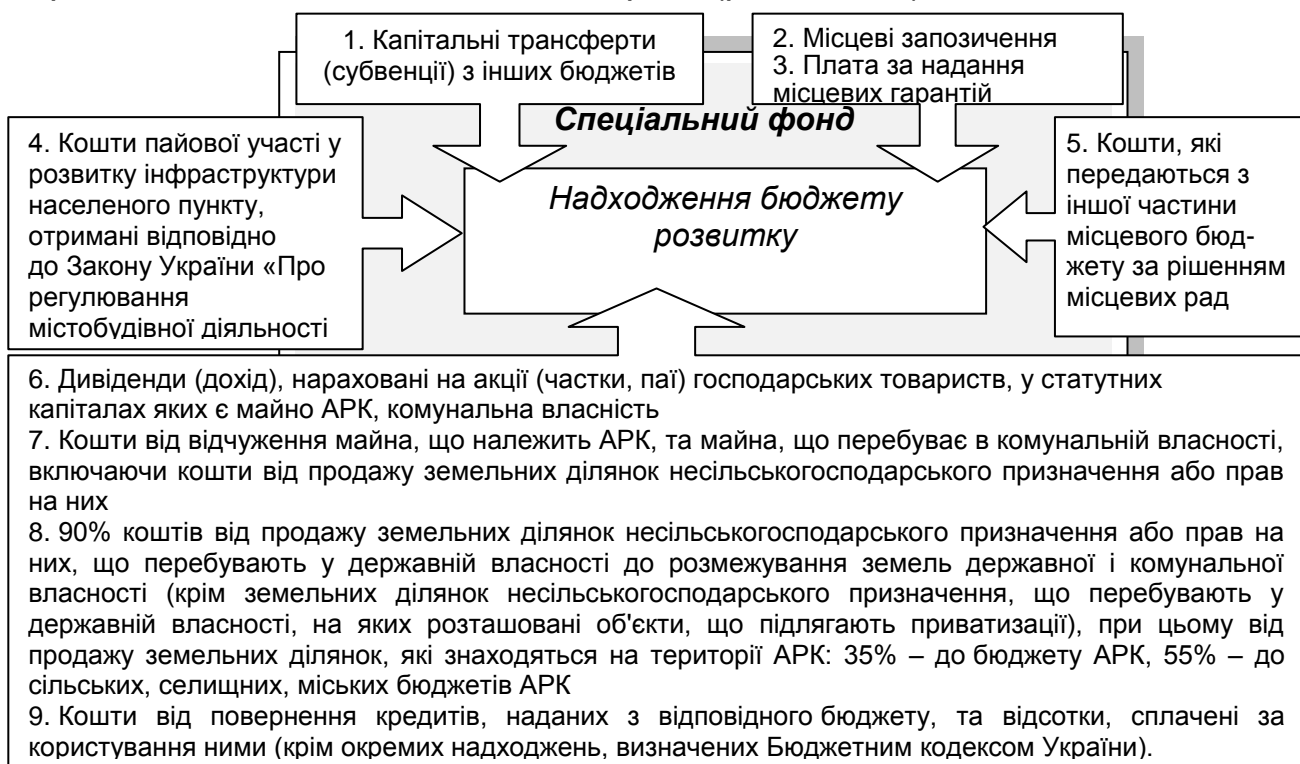 1. Капітальні трансферти
(субвенції) з інших бюджетів
2. Місцеві запозичення
3. Плата за надання
місцевих гарантій
Спеціальний фонд
4. Кошти пайової участі у
розвитку інфраструктури
населеного пункту,
отримані відповідно
до Закону України «Про
регулювання
містобудівної діяльності
Надходження бюджету
розвитку
5. Кошти, які
передаються з
іншої частини
місцевого бюд-
жету за рішенням
місцевих рад
6. Дивіденди (дохід), нараховані на акції (частки, паї) господарських товариств, у статутних
капіталах яких є майно АРК, комунальна власність
7. Кошти від відчуження майна, що належить АРК, та майна, що перебуває в комунальній власності,
включаючи кошти від продажу земельних ділянок несільськогосподарського призначення або прав
на них
8. 90% коштів від продажу земельних ділянок несільськогосподарського призначення або прав на
них, що перебувають у державній власності до розмежування земель державної і комунальної
власності (крім земельних ділянок несільськогосподарського призначення, що перебувають у
державній власності, на яких розташовані об'єкти, що підлягають приватизації), при цьому від
продажу земельних ділянок, які знаходяться на території АРК: 35% – до бюджету АРК, 55% – до
сільських, селищних, міських бюджетів АРК
9. Кошти від повернення кредитів, наданих з відповідного бюджету, та відсотки, сплачені за
користування ними (крім окремих надходжень, визначених Бюджетним кодексом України).